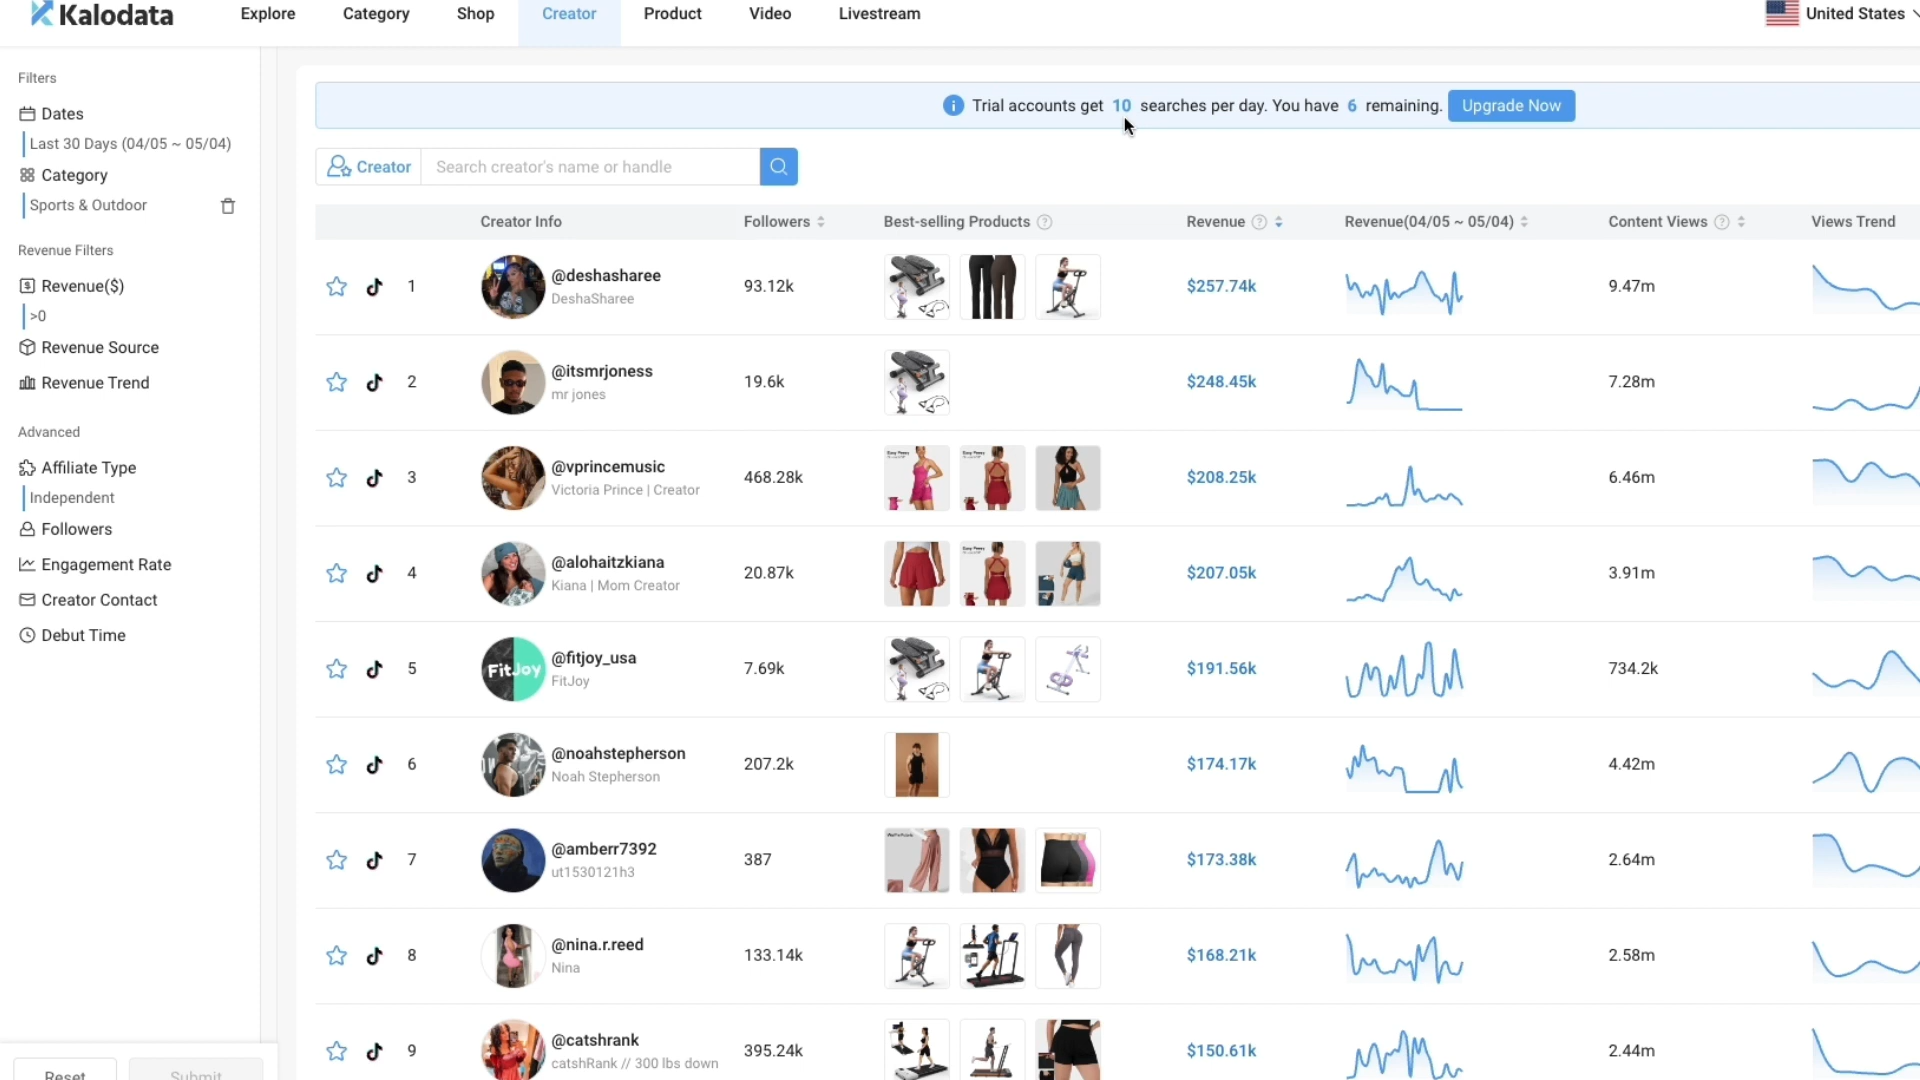 Kalodata
Explore
Category
Shop
Creator
Product
Video
Livestream
United States
Filters
Dates
Last 30 Days (04/05 ~ 05/04)
Category
Sports & Outdoor
Revenue Filters
Revenue($)
>0
Revenue Source
Revenue Trend
Advanced
Affiliate Type
Independent
Followers
Engagement Rate
Creator Contact
Debut Time
Reset
Submit
Trial accounts get 10 searches per day. You have 6 remaining. Upgrade Now
Creator Search creator's name or handle
Creator Info Followers Best-selling Products Revenue Revenue(04/05 ~ 05/04) Content Views Views Trend
1 @deshasharee 93.12k $257.74k 9.47m
DeshaSharee
2 @itsmrjoness 19.6k $248.45k 7.28m
mr jones
3 @vprincemusic 468.28k $208.25k 6.46m
Victoria Prince | Creator
4 @alohaitzkiana 20.87k $207.05k 3.91m
Kiana | Mom Creator
5 FitJoy @fitjoy_usa 7.69k $191.56k 734.2k
FitJoy
6 @noahstepherson 207.2k $174.17k 4.42m
Noah Stepherson
7 @amberr7392 387 $173.38k 2.64m
ut1530121h3
8 @nina.r.reed 133.14k $168.21k 2.58m
Nina
9 @catshrank 395.24k $150.61k 2.44m
catshRank // 300 lbs down